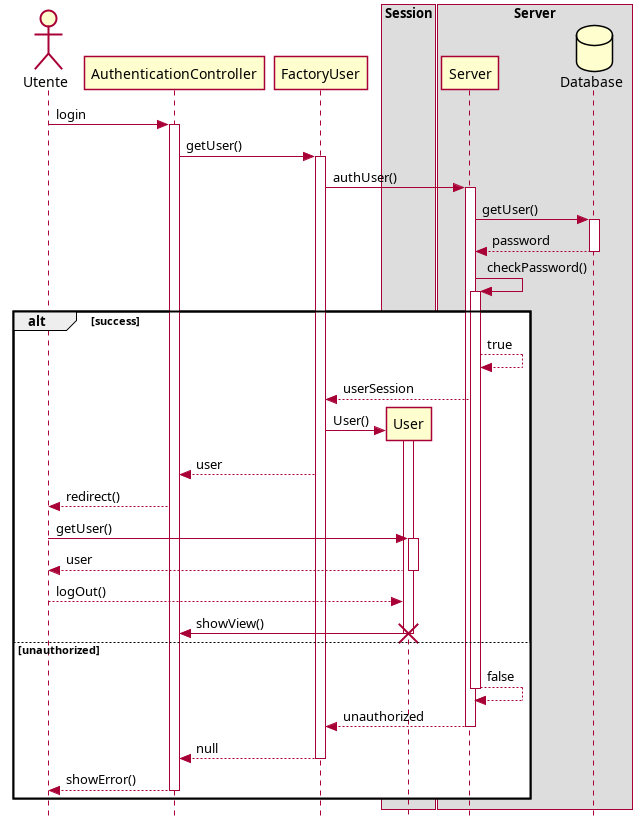 Session
Server
Utente
AuthenticationController
FactoryUser
Server
Database
login
getUser()
authUser()
getUser()
password
checkPassword()
alt
[success]
true
userSession
User()
User
user
redirect()
getUser()
user
logOut()
showView()
[unauthorized]
false
unauthorized
null
showError()